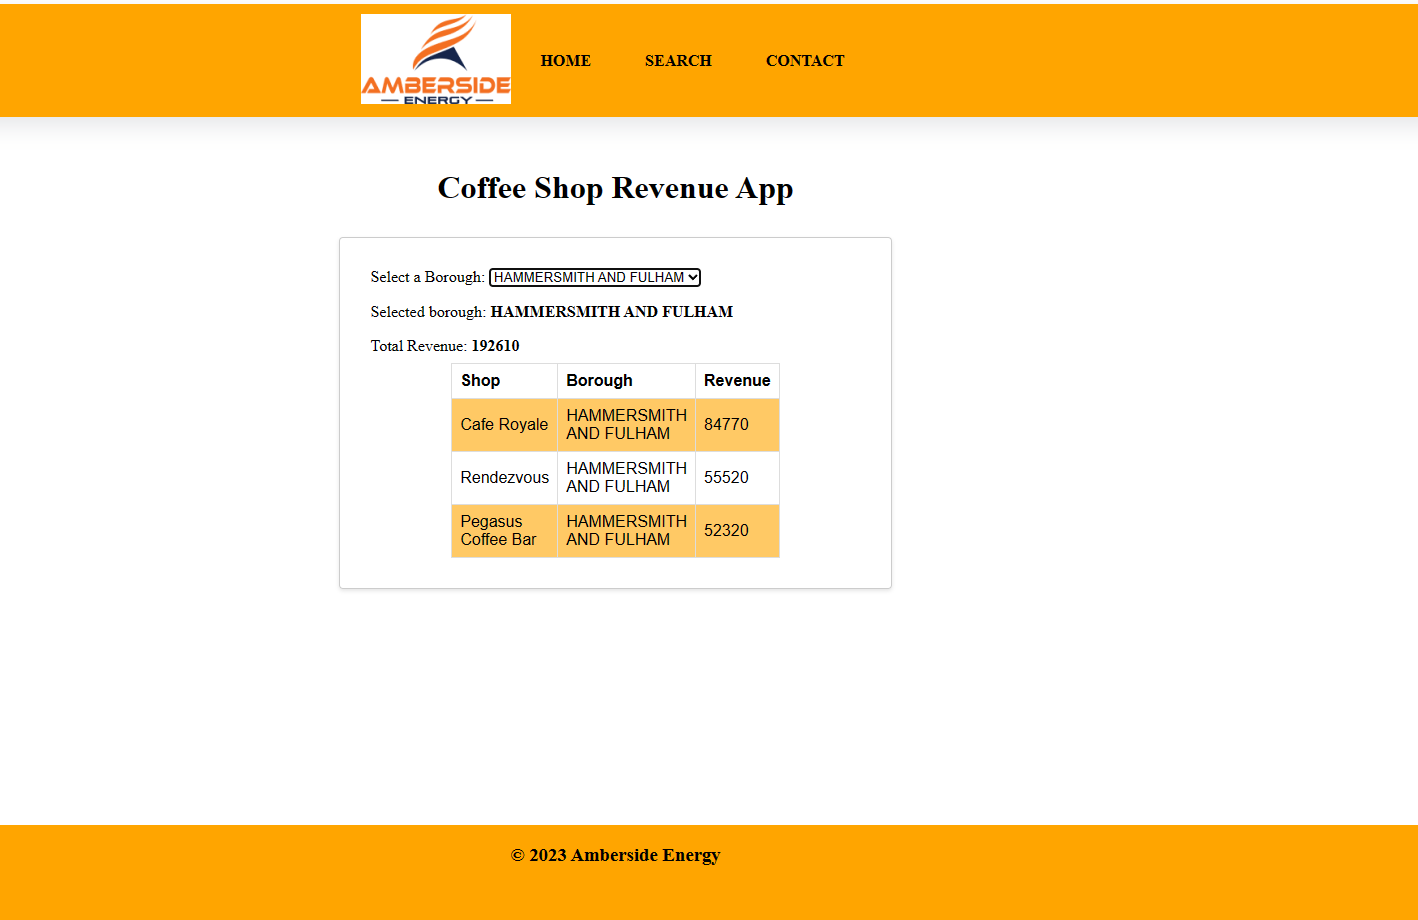 AMBERSIDE
ENERGY
HOME SEARCH CONTACT
Coffee Shop Revenue App
Select a Borough: HAMMERSMITH AND FULHAM
Selected borough: HAMMERSMITH AND FULHAM
Total Revenue: 192610
Shop Borough Revenue
Cafe Royale HAMMERSMITH AND FULHAM 84770
Rendezvous HAMMERSMITH AND FULHAM 55520
Pegasus Coffee Bar HAMMERSMITH AND FULHAM 52320
© 2023 Amberside Energy